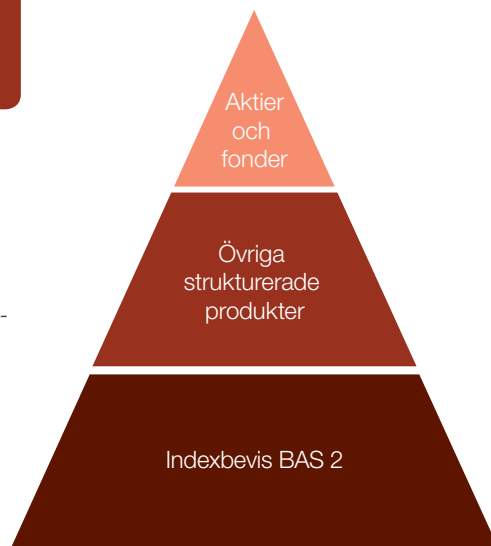 Aktier
och
fonder
Övriga
strukturerade
produkter
-
Indexbevis BAS 2